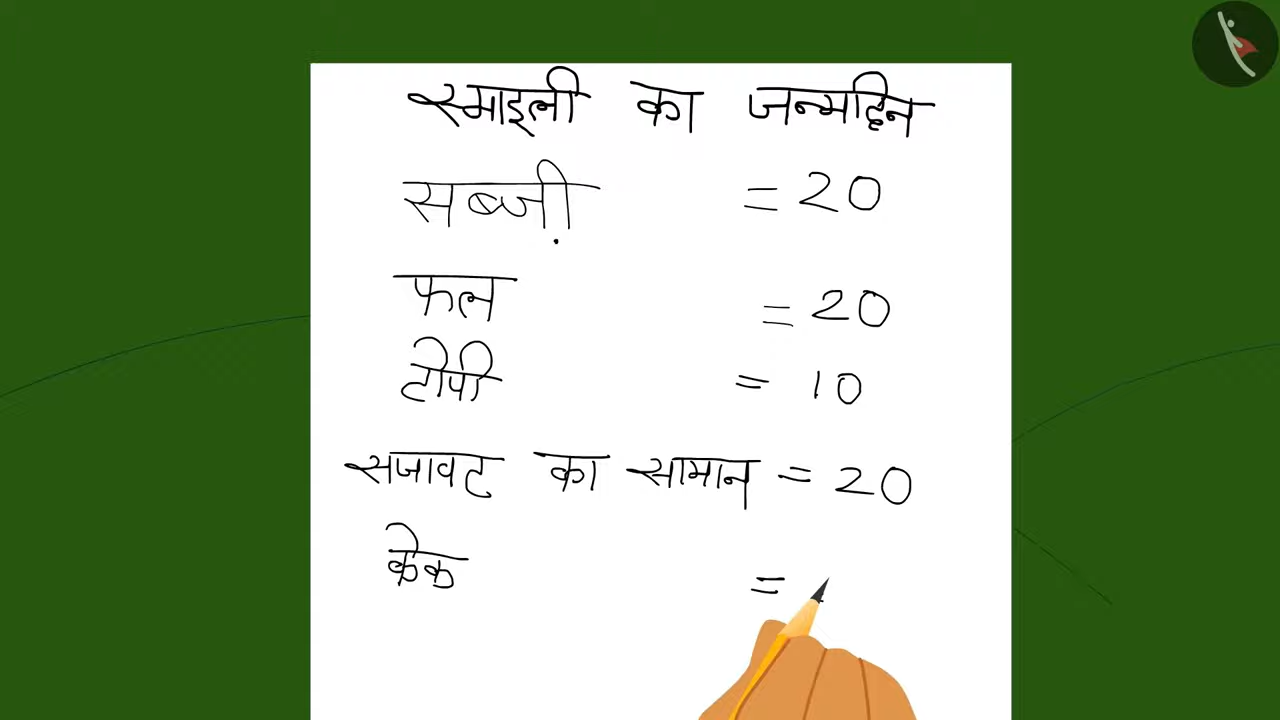 स्माइली का जन्मदिन
सब्ज़ी = 20
फल = 20
टोपी = 10
सजावट का सामान = 20
केक =